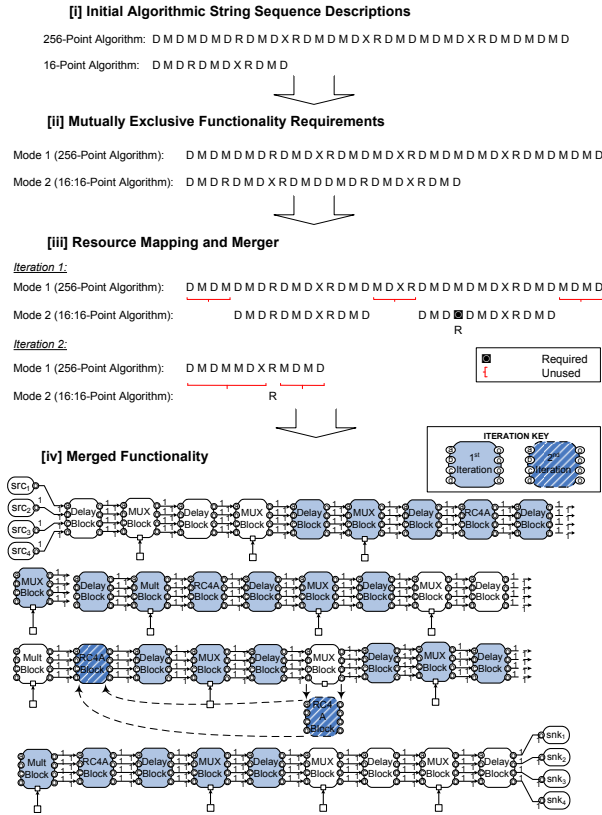 [i] Initial Algorithmic String Sequence Descriptions
256-Point Algorithm: D M D M D M D R D M D X R D M D M D X R D M D M D M D X R D M D M D M D
16-Point Algorithm: D M D R D M D X R D M D
[ii] Mutually Exclusive Functionality Requirements
Mode 1 (256-Point Algorithm): D M D M D M D R D M D X R D M D M D X R D M D M D M D X R D M D M D M D
Mode 2 (16:16-Point Algorithm): D M D R D M D X R D M D D M D R D M D X R D M D
[iii] Resource Mapping and Merger
Iteration 1:
Mode 1 (256-Point Algorithm): D M D M D M D R D M D X R D M D M D X R D M D M D M D X R D M D M D M D
Mode 2 (16:16-Point Algorithm): D M D R D M D X R D M D D M D D M D X R D M D
R
Iteration 2:
Mode 1 (256-Point Algorithm): D M D M M D X R M D M D
Mode 2 (16:16-Point Algorithm): R
Required
Unused
[iv] Merged Functionality
ITERATION KEY
1st Iteration
2nd Iteration
src1
src2
src3
src4
Delay Block MUX Block Delay Block MUX Block Delay Block MUX Block Delay Block RC4A Block Delay Block
MUX Block Delay Block Mult Block RC4A Block Delay Block MUX Block Delay Block MUX Block Delay Block
Mult Block RC4A Block Delay Block MUX Block Delay Block MUX Block Delay Block MUX Block Delay Block
RC4
A
Block
Mult Block RC4A Block Delay Block MUX Block Delay Block MUX Block Delay Block MUX Block Delay Block
snk1
snk2
snk3
snk4